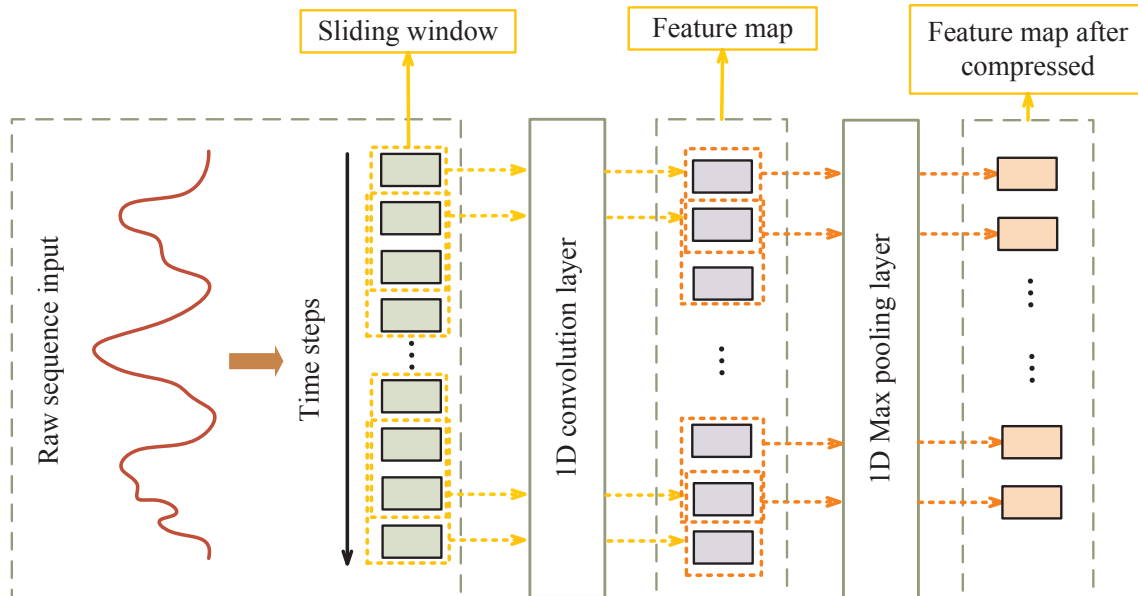 Sliding window
Feature map
Feature map after
compressed
Raw sequence input
Time steps
1D convolution layer
1D Max pooling layer